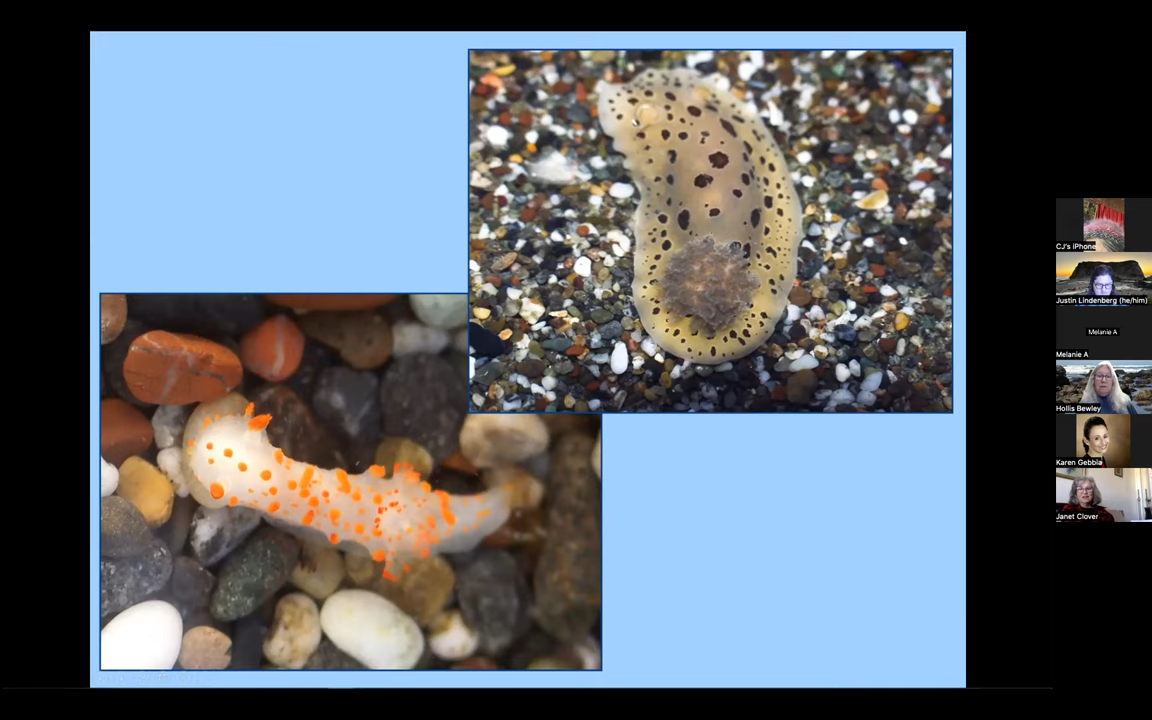 CJ's iPhone
Justin Lindenberg (he/him)
Melanie A
Melanie A
Hollis Bewley
Karen Gebbia
Janet Clover